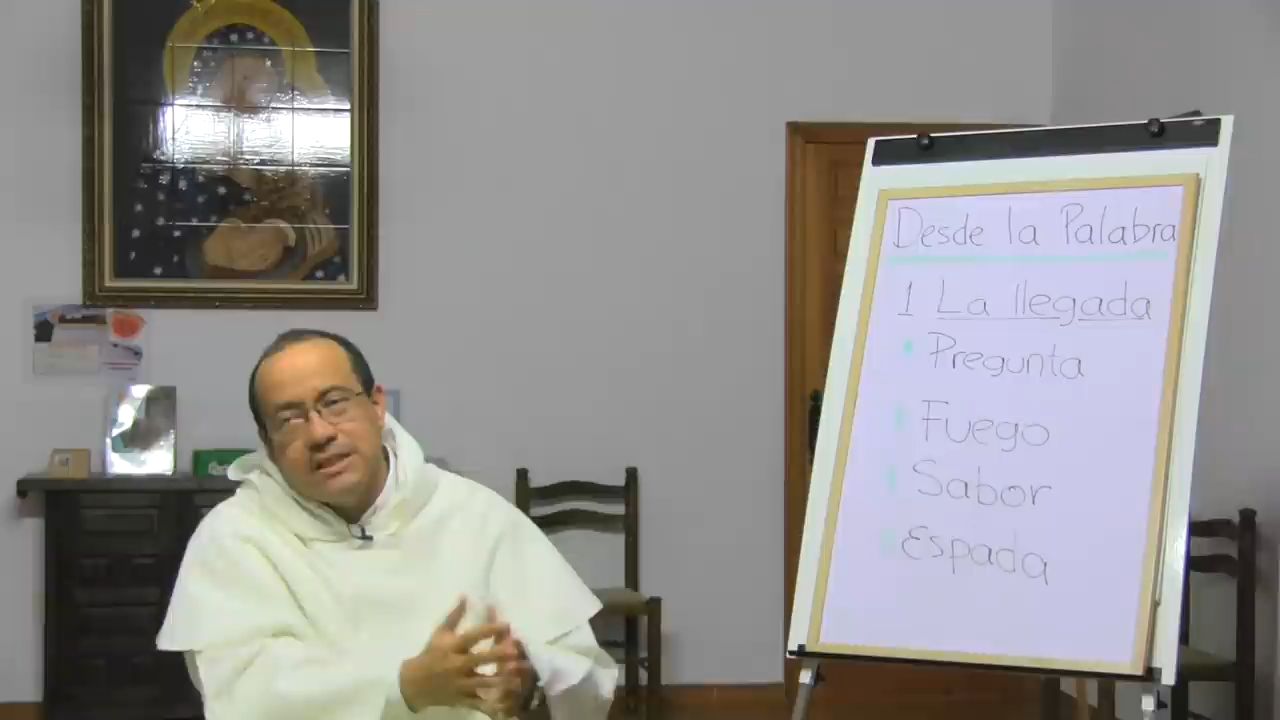 Desde la Palabra
1 La llegada
Pregunta
Fuego
Sabor
Espada